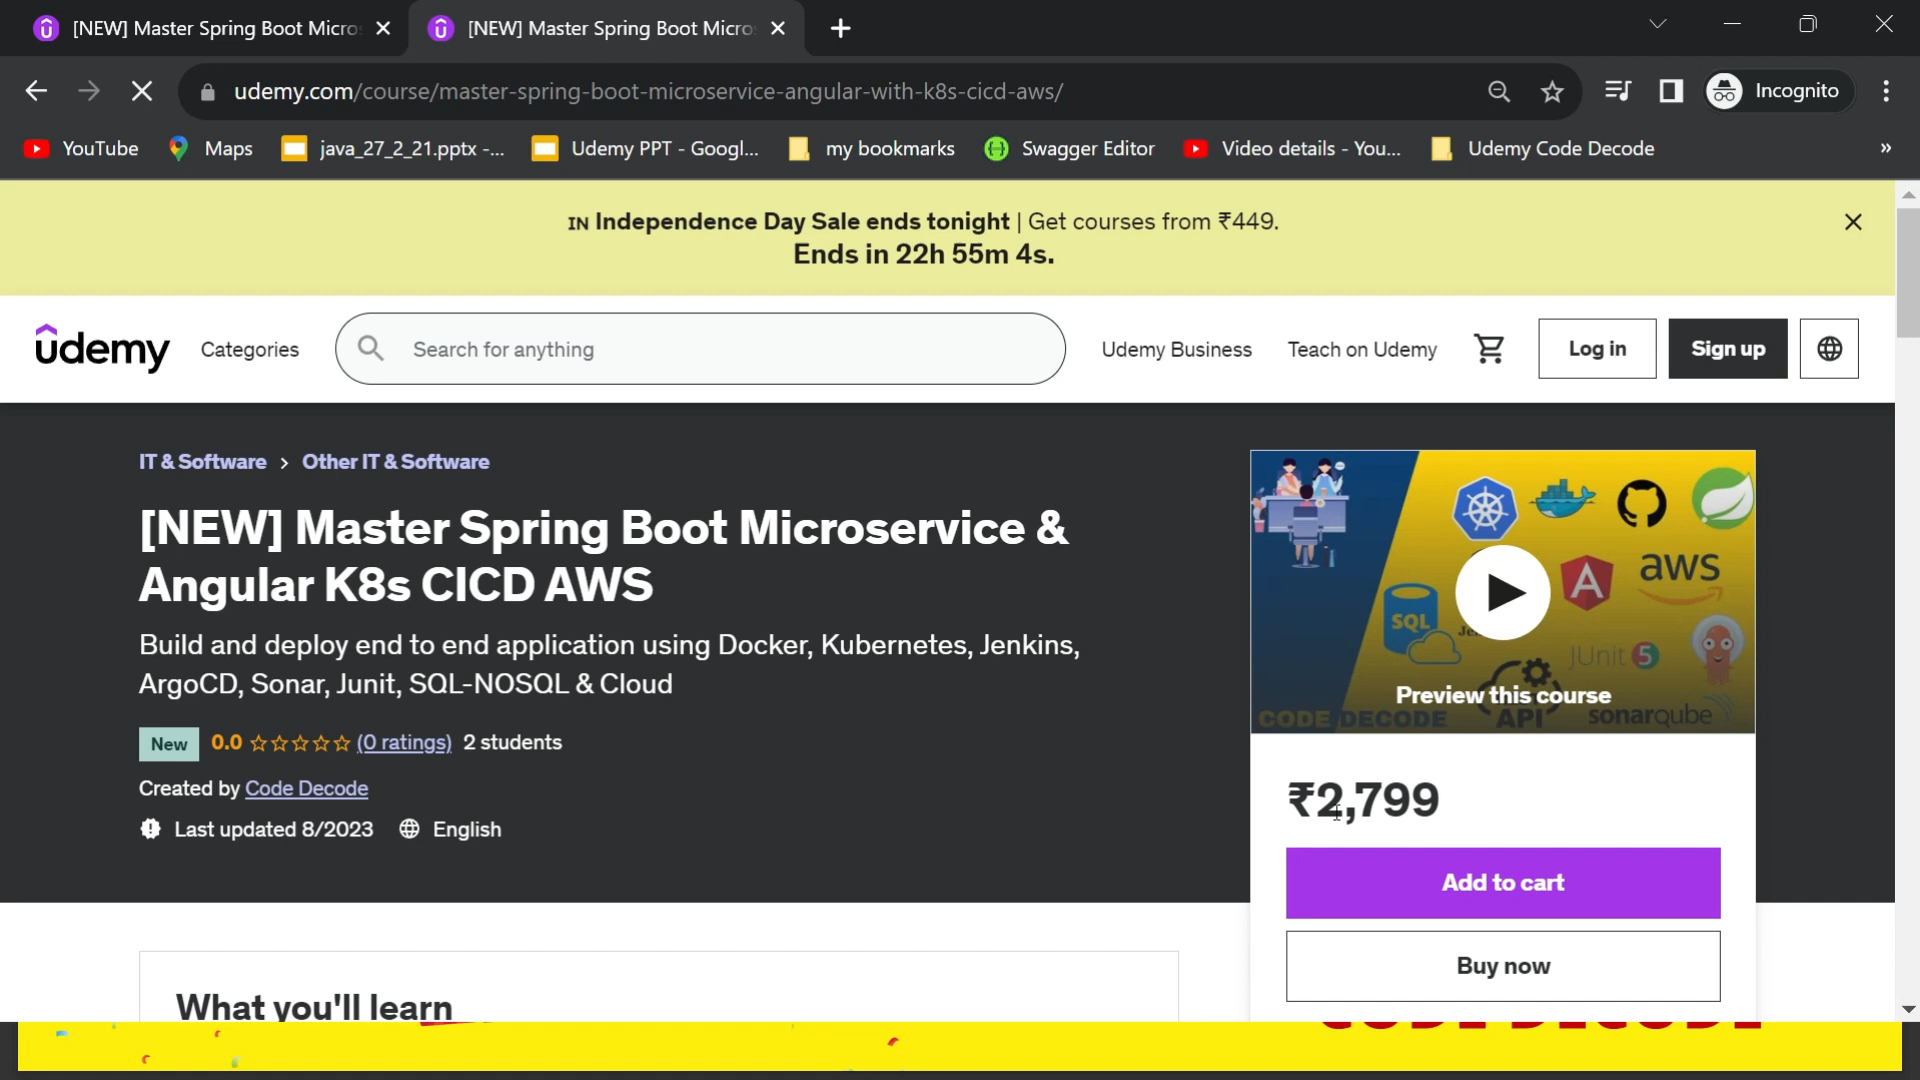 [NEW] Master Spring Boot Micro
[NEW] Master Spring Boot Micro
udemy.com/course/master-spring-boot-microservice-angular-with-k8s-cicd-aws/
Incognito
YouTube
Maps
java_27_2_21.pptx -...
Udemy PPT - Googl...
my bookmarks
Swagger Editor
Video details - You...
Udemy Code Decode
»
IN Independence Day Sale ends tonight | Get courses from ₹449.
Ends in 22h 55m 4s.
ûdemy
Categories
Search for anything
Udemy Business
Teach on Udemy
Log in
Sign up
IT & Software > Other IT & Software
[NEW] Master Spring Boot Microservice &
Angular K8s CICD AWS
Build and deploy end to end application using Docker, Kubernetes, Jenkins,
ArgoCD, Sonar, Junit, SQL-NOSQL & Cloud
New 0.0 (0 ratings) 2 students
Created by Code Decode
Last updated 8/2023 English
aws
SQL
JUnit 5
Preview this course
CODE DECODE
API
sonarqube
₹2,799
Add to cart
Buy now
What you'll learn
CODE DECODE